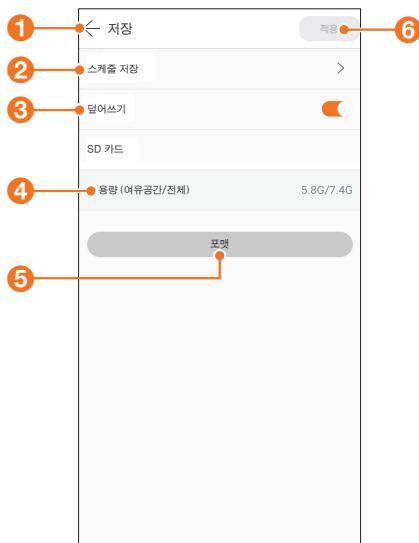 1
저장
적용
6
2
스케줄 저장
3
덮어쓰기
SD 카드
4
용량 (여유공간/전체)
5.8G/7.4G
포맷
5